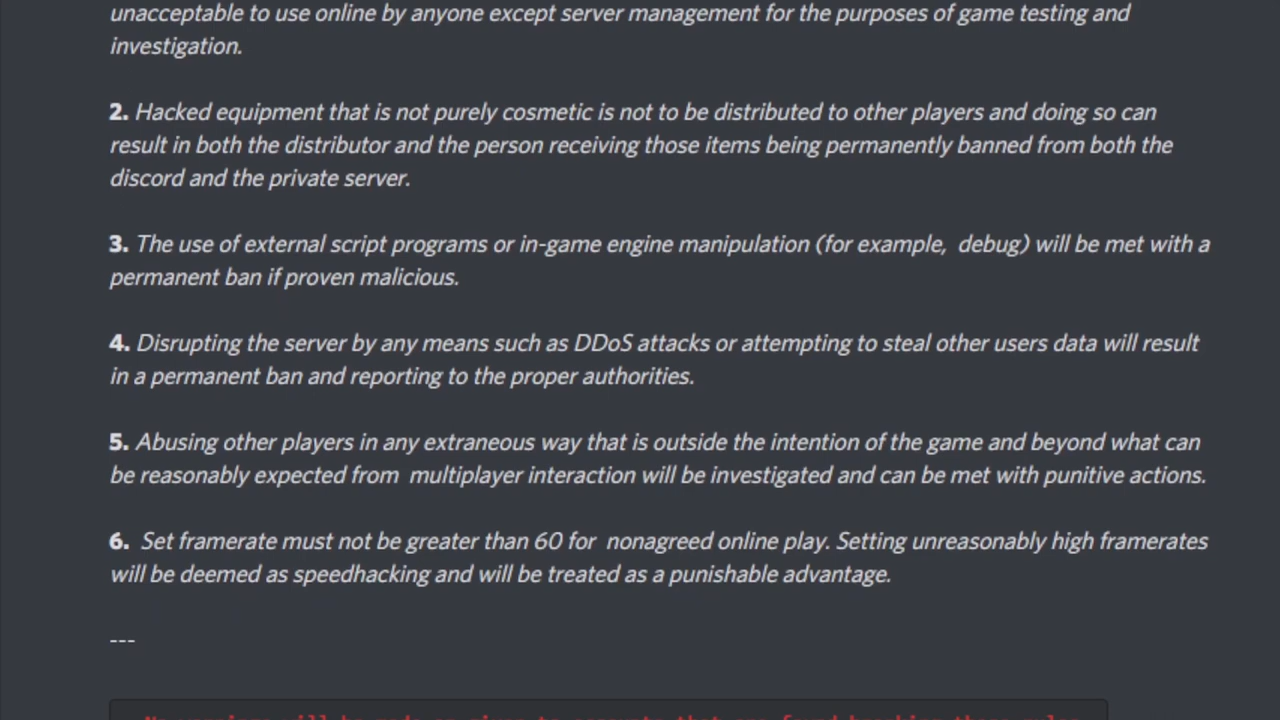 unacceptable to use online by anyone except server management for the purposes of game testing and
investigation.
2. Hacked equipment that is not purely cosmetic is not to be distributed to other players and doing so can
result in both the distributor and the person receiving those items being permanently banned from both the
discord and the private server.
3. The use of external script programs or in-game engine manipulation (for example,  debug) will be met with a
permanent ban if proven malicious.
4. Disrupting the server by any means such as DDoS attacks or attempting to steal other users data will result
in a permanent ban and reporting to the proper authorities.
5. Abusing other players in any extraneous way that is outside the intention of the game and beyond what can
be reasonably expected from  multiplayer interaction will be investigated and can be met with punitive actions.
6.  Set framerate must not be greater than 60 for  nonagreed online play. Setting unreasonably high framerates
will be deemed as speedhacking and will be treated as a punishable advantage.
---